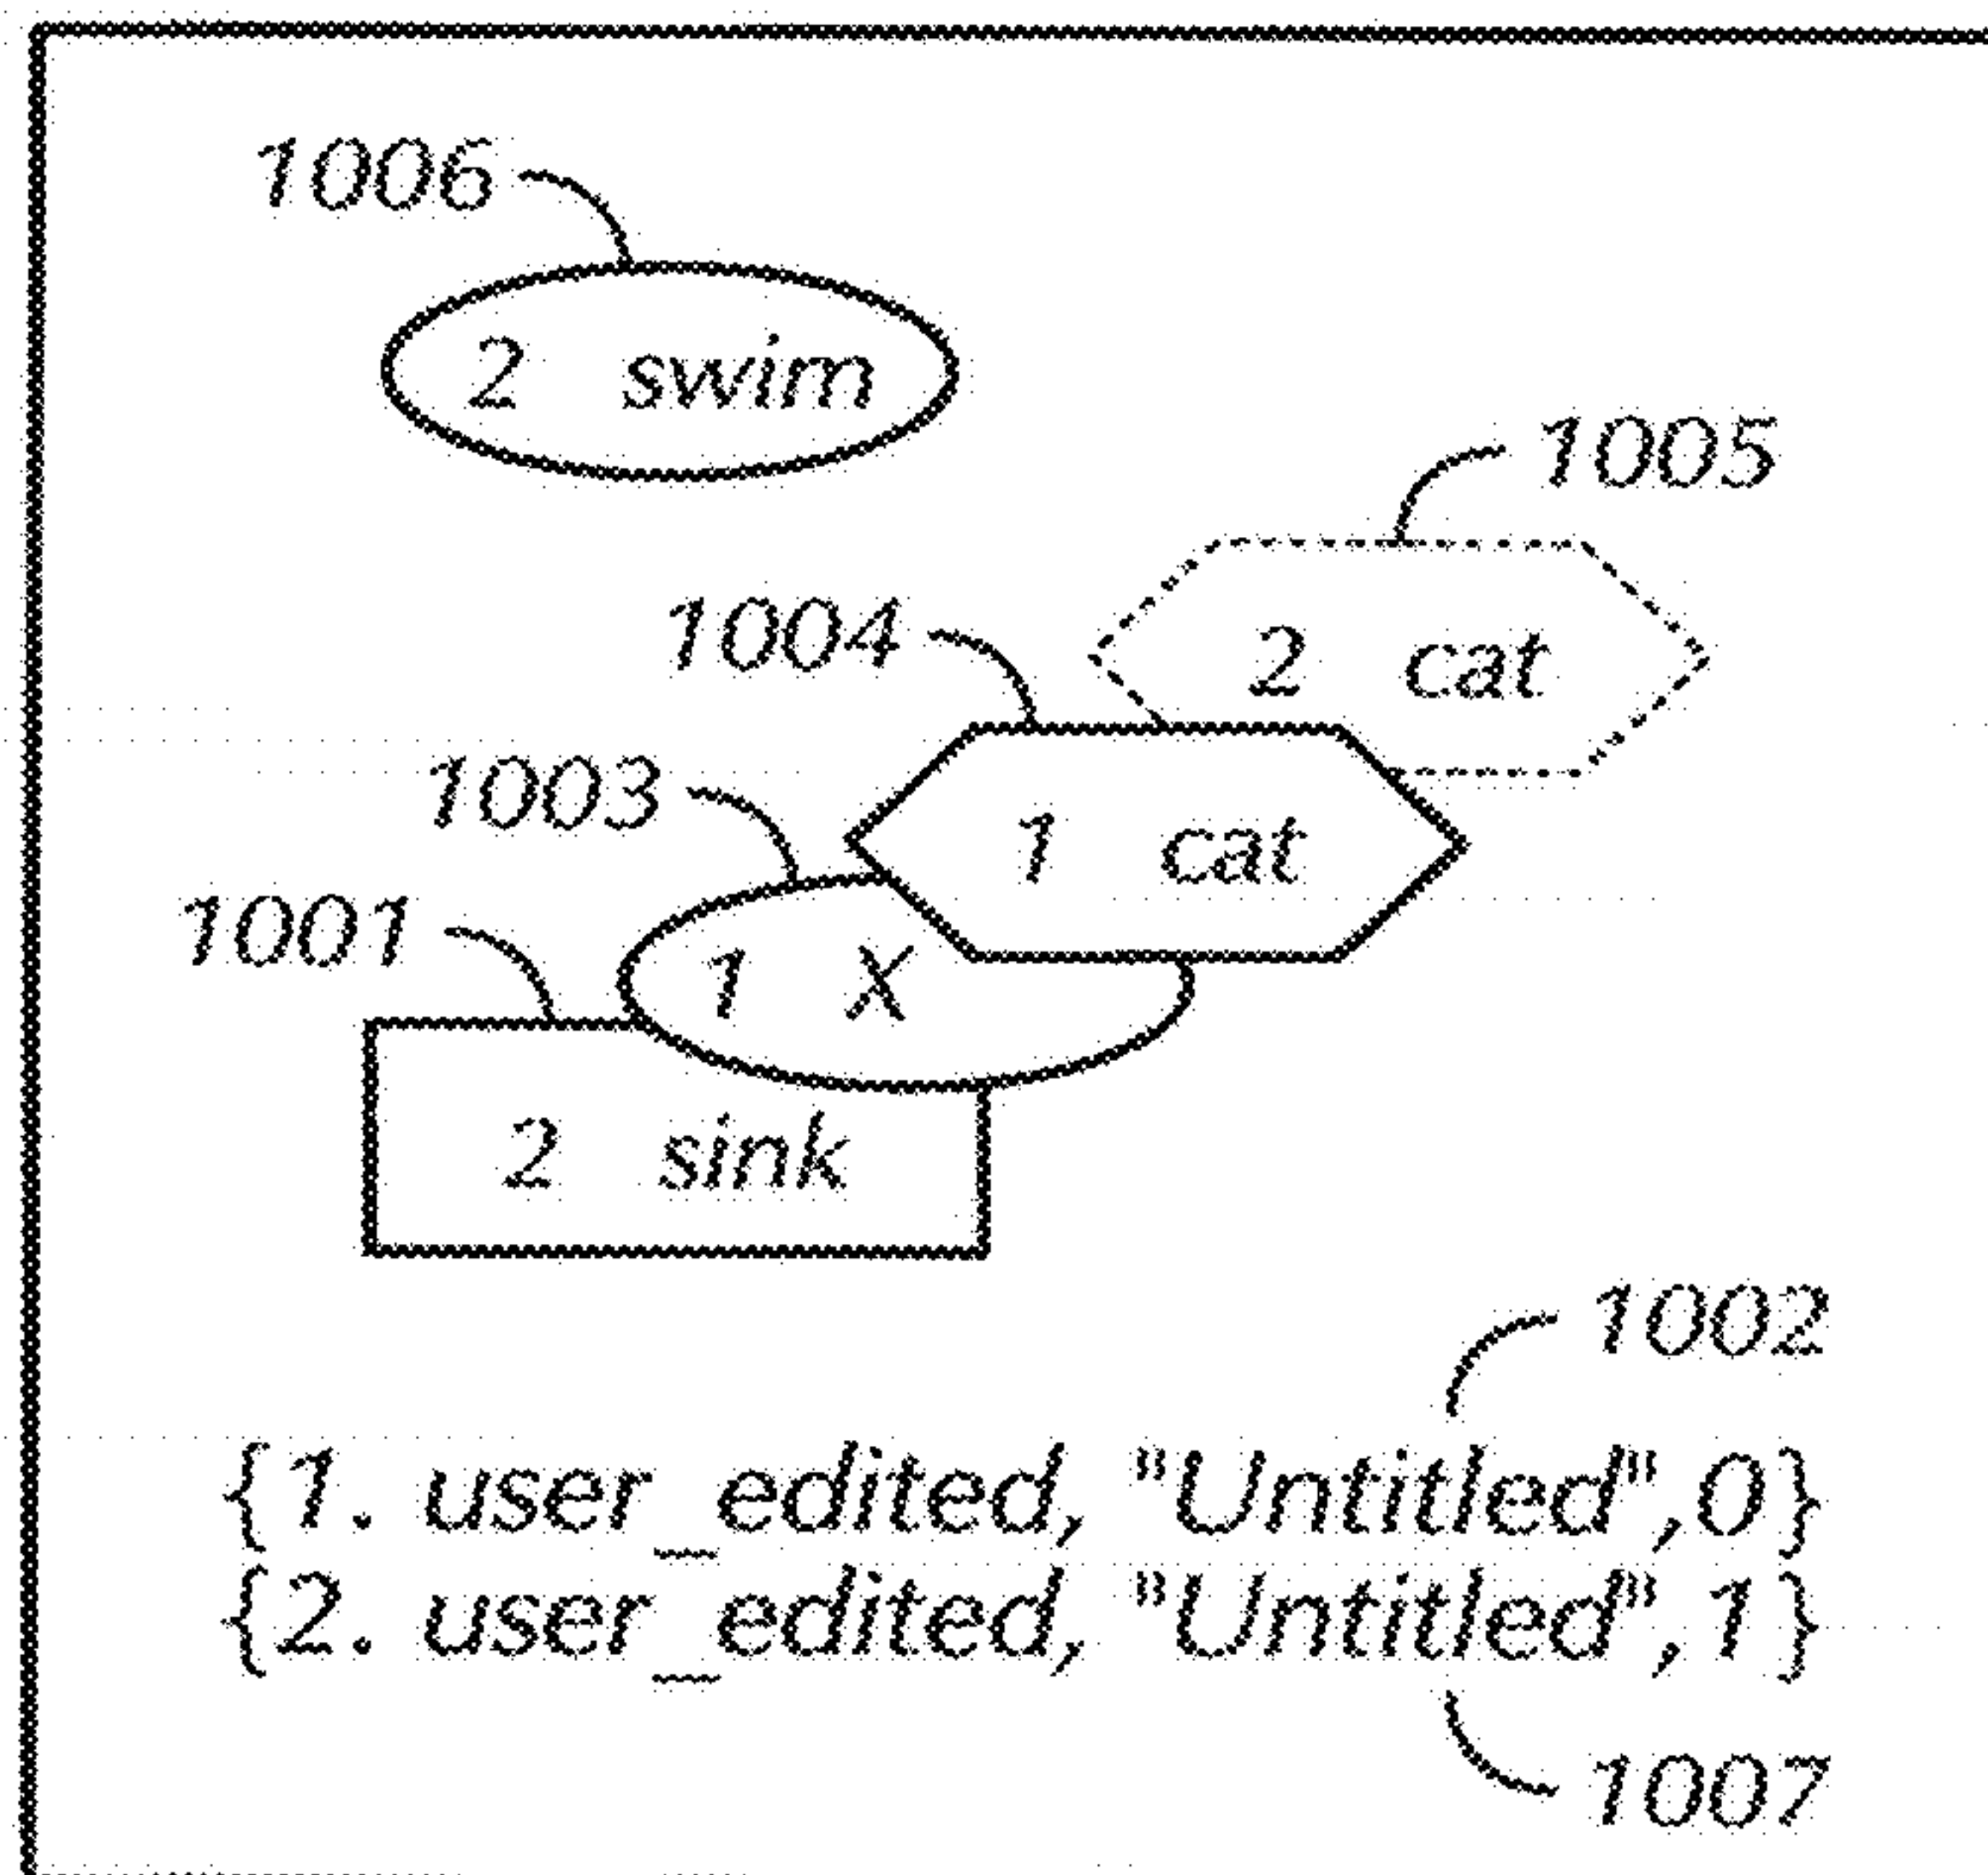 1006
2 swim
1005
2 cat
1004
1 cat
1003
1 X
1001
2 sink
1002
{1. user_edited, "Untitled",0}
{2. user_edited, "Untitled",1}
1007